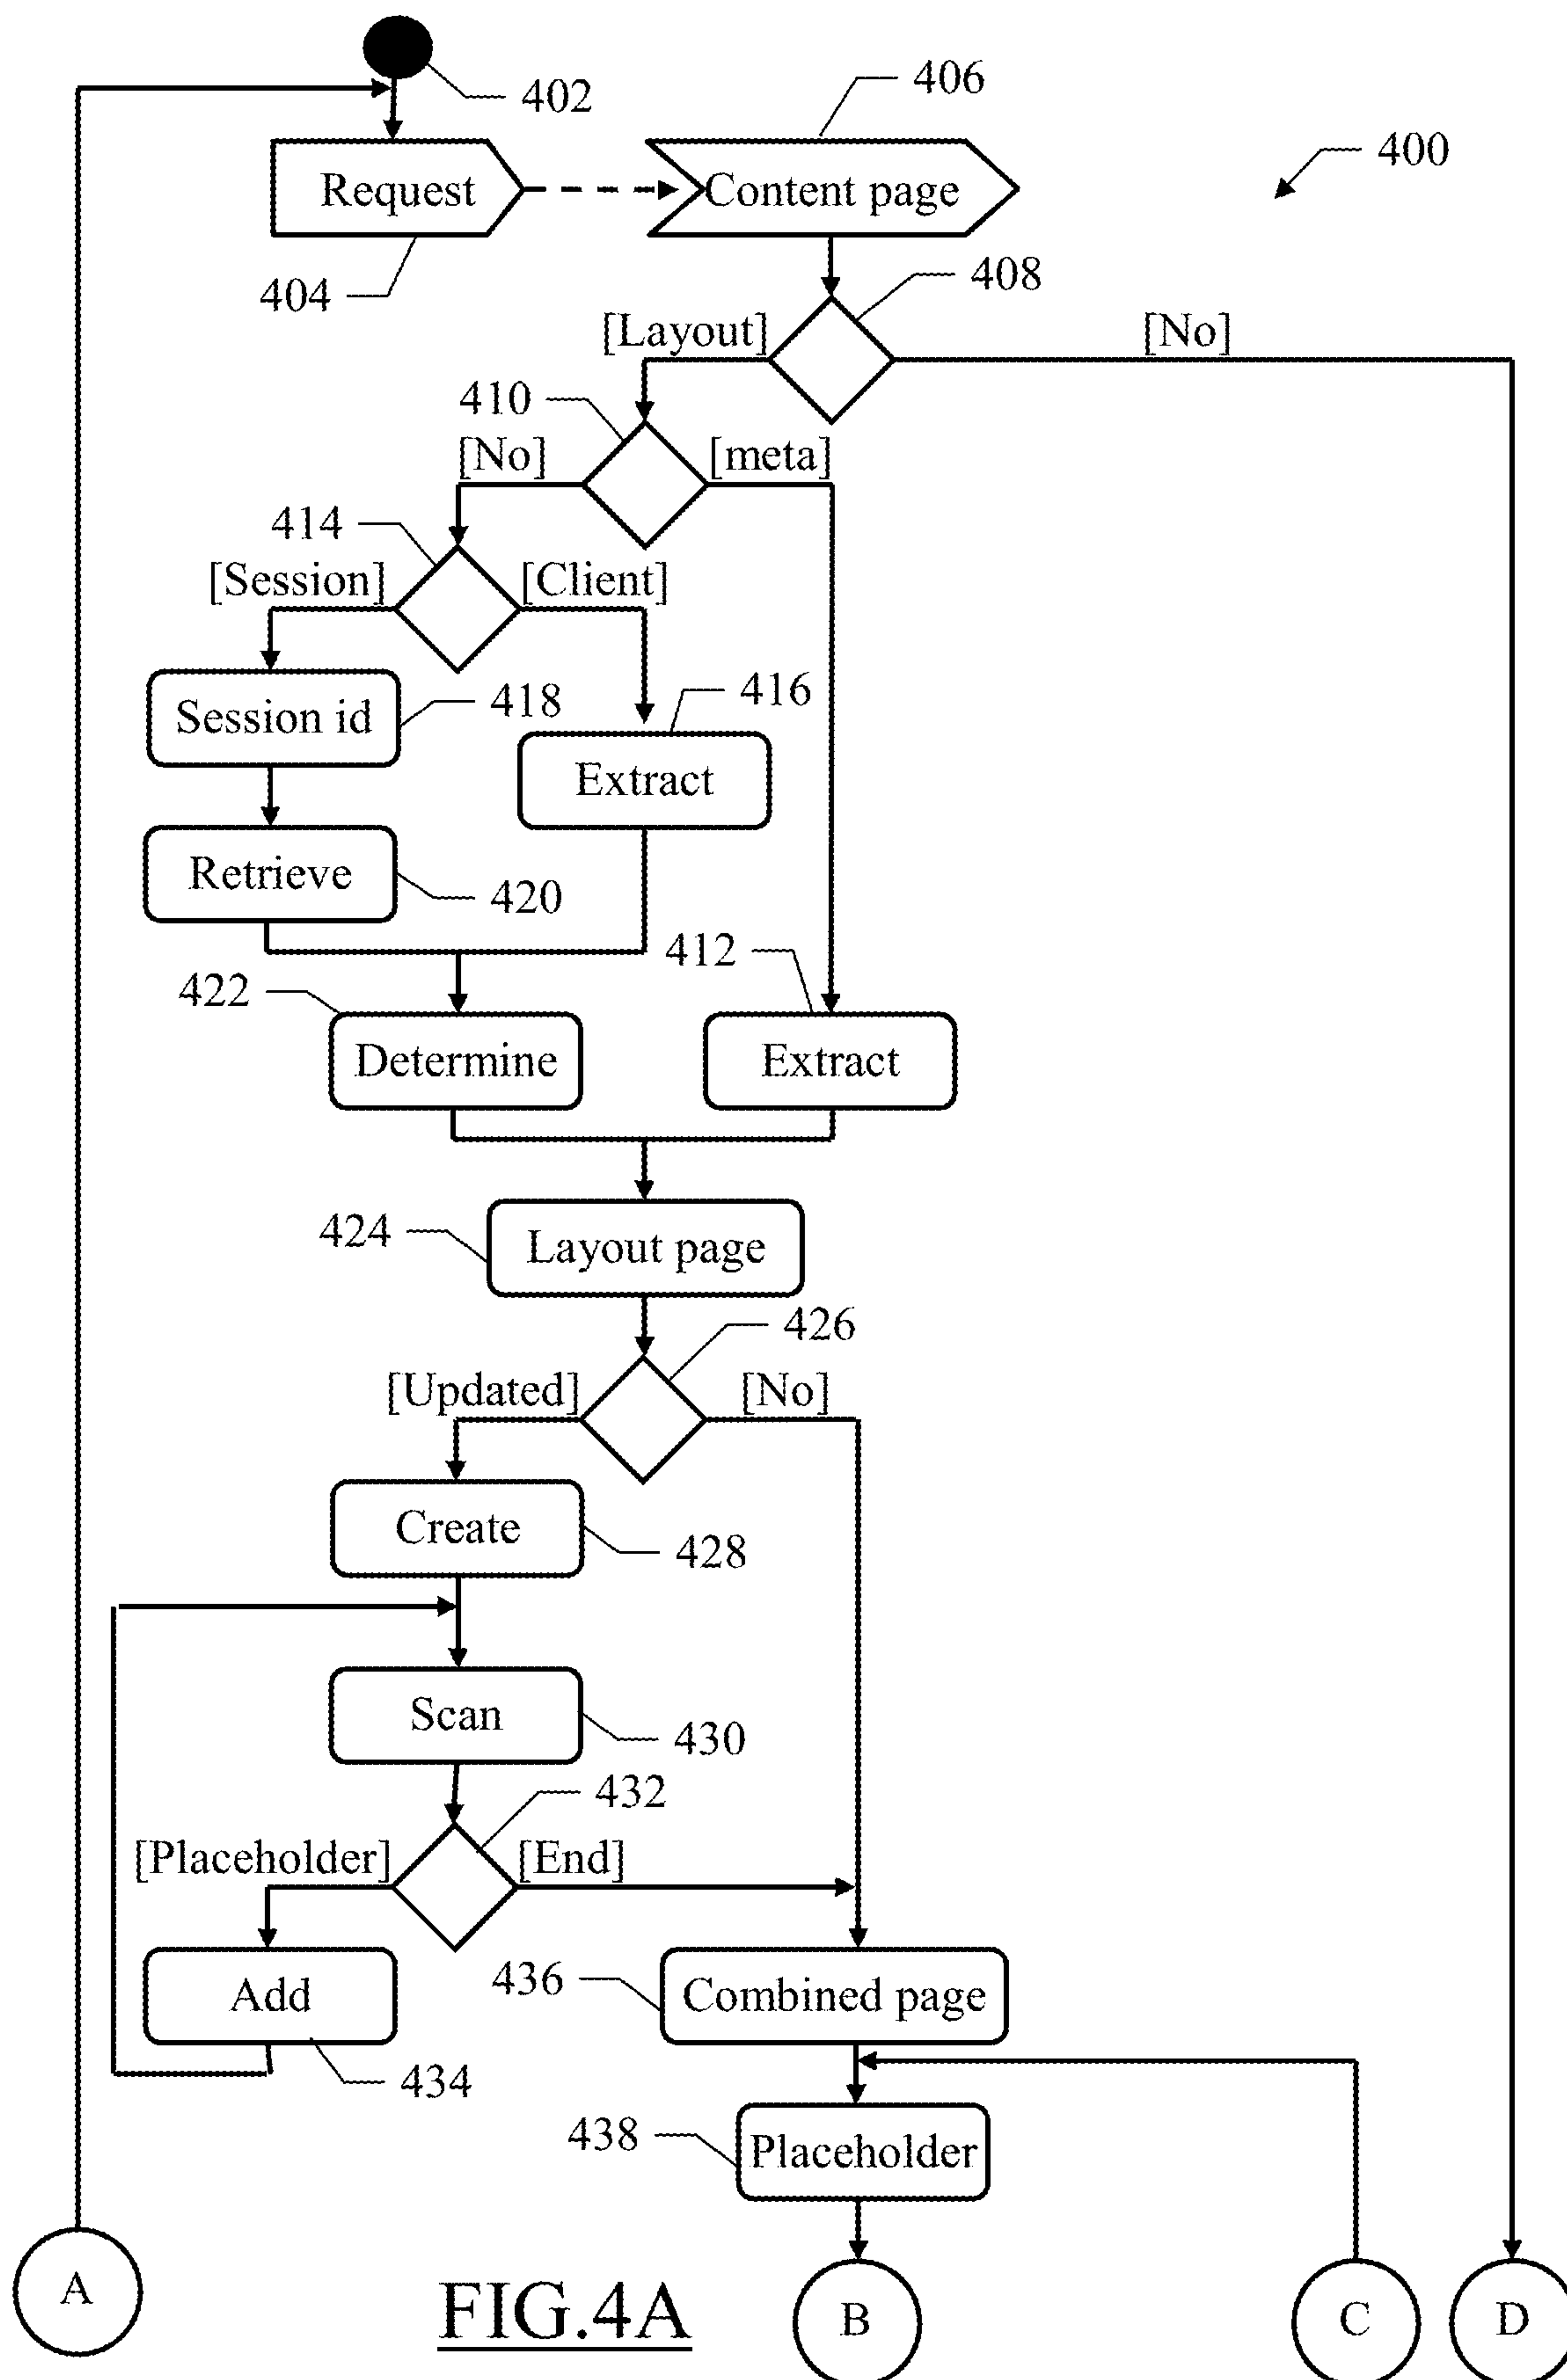 402
406
400
Request
Content page
404
408
[Layout]
[No]
410
[No]
[meta]
414
[Session]
[Client]
416
Session id
418
Extract
Retrieve
420
412
422
Determine
Extract
424
Layout page
426
[Updated]
[No]
Create
428
Scan
430
432
[Placeholder]
[End]
436
Add
Combined page
434
438
Placeholder
A
FIG.4A
B
C
D